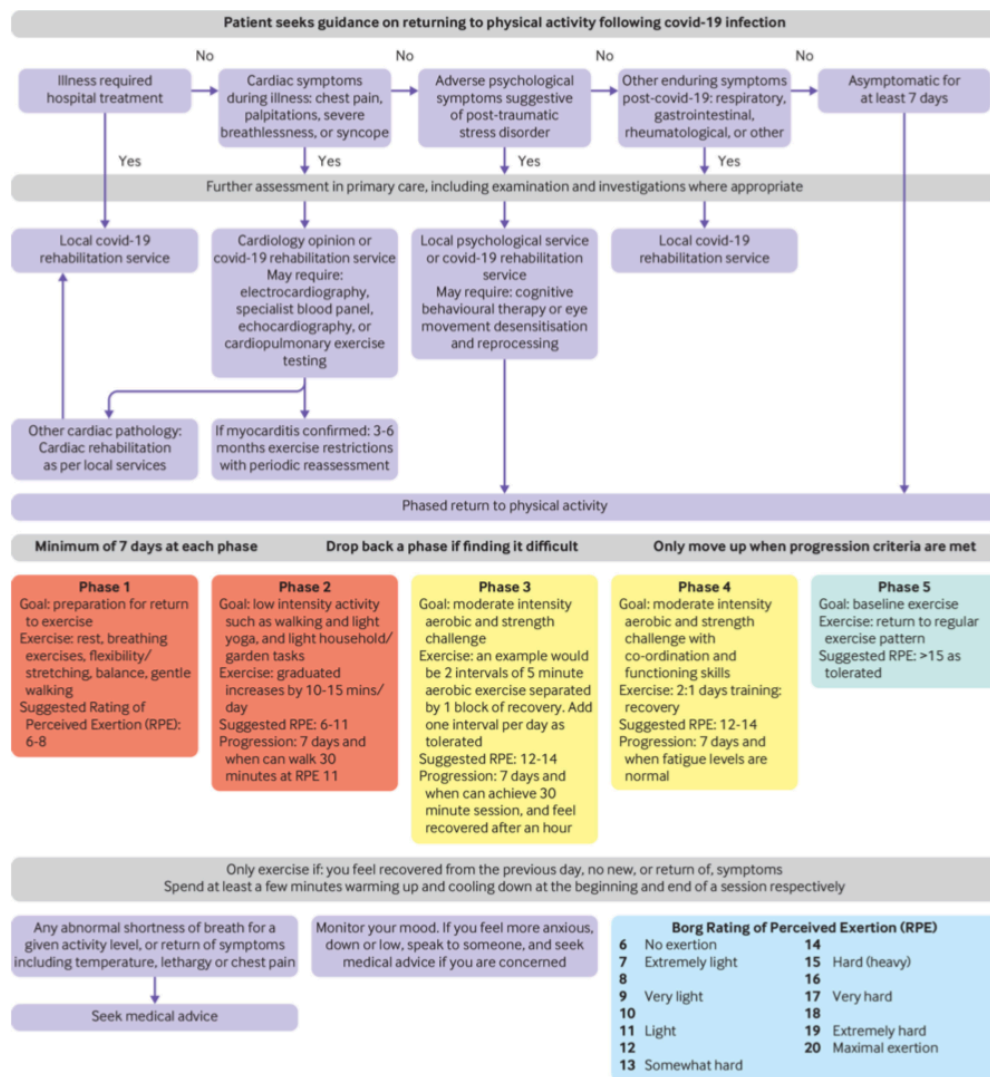 Patient seeks guidance on returning to physical activity following covid-19 infection
No
No
No
No
Illness required
hospital treatment
Cardiac symptoms
during illness: chest pain,
palpitations, severe
breathlessness, or syncope
Adverse psychological
symptoms suggestive
of post-traumatic
stress disorder
Other enduring symptoms
post-covid-19: respiratory,
gastrointestinal,
rheumatological, or other
Asymptomatic for
at least 7 days
Yes
Yes
Yes
Yes
Further assessment in primary care, including examination and investigations where appropriate
Local covid-19
rehabilitation service
Cardiology opinion or
covid-19 rehabilitation service
May require:
electrocardiography,
specialist blood panel,
echocardiography, or
cardiopulmonary exercise
testing
Local psychological service
or covid-19 rehabilitation
service
May require: cognitive
behavioural therapy or eye
movement desensitisation
and reprocessing
Local covid-19
rehabilitation service
Other cardiac pathology:
Cardiac rehabilitation
as per local services
If myocarditis confirmed: 3-6
months exercise restrictions
with periodic reassessment
Phased return to physical activity
Minimum of 7 days at each phase
Drop back a phase if finding it difficult
Only move up when progression criteria are met
Phase 1
Goal: preparation for return
to exercise
Exercise: rest, breathing
exercises, flexibility/
stretching, balance, gentle
walking
Suggested Rating of
Perceived Exertion (RPE):
6-8
Phase 2
Goal: low intensity activity
such as walking and light
yoga, and light household/
garden tasks
Exercise: graduated
increases by 10-15 mins/
day
Suggested RPE: 6-11
Progression: 7 days and
when can walk 30
minutes at RPE 11
Phase 3
Goal: moderate intensity
aerobic and strength
challenge
Exercise: an example would
be 2 intervals of 5 minute
aerobic exercise separated
by 1 block of recovery. Add
one interval per day as
tolerated
Suggested RPE: 12-14
Progression: 7 days and
when can achieve 30
minute session, and feel
recovered after an hour
Phase 4
Goal: moderate intensity
aerobic and strength
challenge with
co-ordination and
functioning skills
Exercise: 2:1 days training:
recovery
Suggested RPE: 12-14
Progression: 7 days and
when fatigue levels are
normal
Phase 5
Goal: baseline exercise
Exercise: return to regular
exercise pattern
Suggested RPE: >15 as
tolerated
Only exercise if: you feel recovered from the previous day, no new, or return of, symptoms
Spend at least a few minutes warming up and cooling down at the beginning and end of a session respectively
Any abnormal shortness of breath for a
given activity level, or return of symptoms
including temperature, lethargy or chest pain
Seek medical advice
Monitor your mood. If you feel more anxious,
down or low, speak to someone, and seek
medical advice if you are concerned
Borg Rating of Perceived Exertion (RPE)
6 No exertion
7 Extremely light
8
9 Very light
10
11 Light
12
13 Somewhat hard
14
15 Hard (heavy)
16
17 Very hard
18
19 Extremely hard
20 Maximal exertion